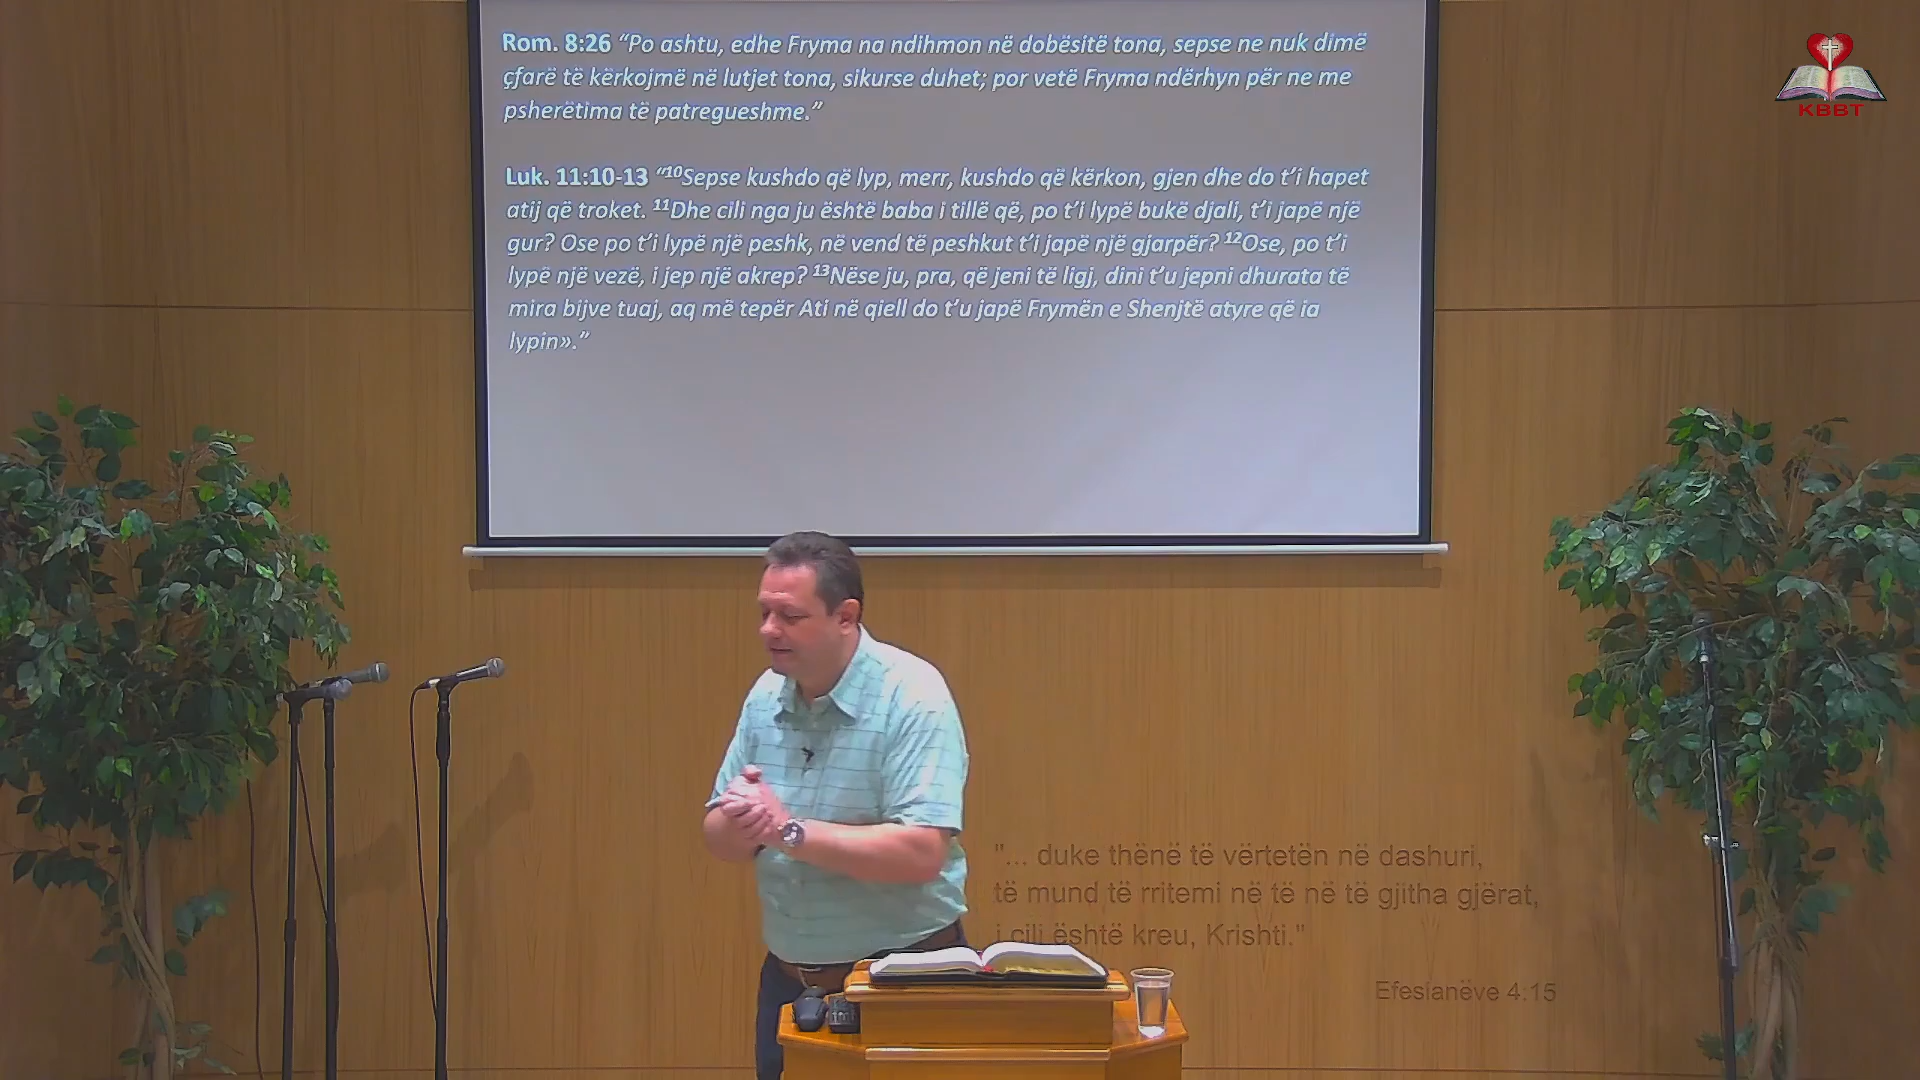 Rom. 8:26 “Po ashtu, edhe Fryma na ndihmon në dobësitë tona, sepse ne nuk dimë
çfarë të kërkojmë në lutjet tona, sikurse duhet; por vetë Fryma ndërhyn për ne me
psherëtima të patregueshme.”
Luk. 11:10-13 “¹⁰Sepse kushdo që lyp, merr, kushdo që kërkon, gjen dhe do t’i hapet
atij që troket. ¹¹Dhe cili nga ju është baba i tillë që, po t’i lypë bukë djali, t’i japë një
gur? Ose po t’i lypë një peshk, në vend të peshkut t’i japë një gjarpër? ¹²Ose, po t’i
lypë një vezë, i jep një akrep? ¹³Nëse ju, pra, që jeni të ligj, dini t’u jepni dhurata të
mira bijve tuaj, aq më tepër Ati në qiell do t’u japë Frymën e Shenjtë atyre që ia
lypin».”
KBBT
"... duke thënë të vërtetën në dashuri,
të mund të rritemi në të në të gjitha gjërat,
i cili është kreu, Krishti."
Efesianëve 4:15